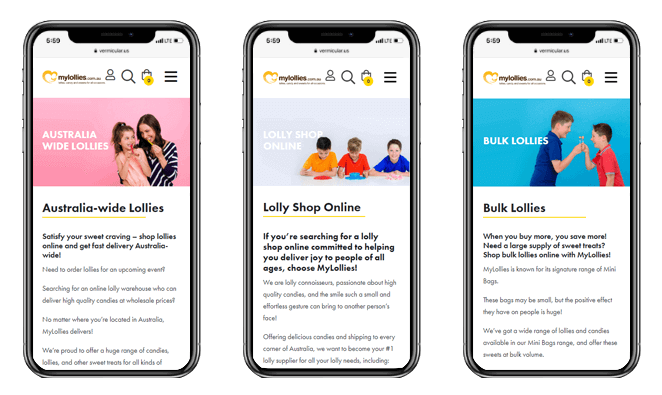 5:59
LTE
vermicular.us
mylollies.com.au
0
AUSTRALIA
WIDE LOLLIES
Australia-wide Lollies
Satisfy your sweet craving – shop lollies
online and get fast delivery Australia-
wide!
Need to order lollies for an upcoming event?
Searching for an online lolly warehouse who can
deliver high quality candies at wholesale prices?
No matter where you're located in Australia,
MyLollies delivers!
We're proud to offer a huge range of candies,
lollies, and other sweet treats for all kinds of
5:59
LTE
vermicular.us
mylollies.com.au
0
LOLLY SHOP
ONLINE
Lolly Shop Online
If you're searching for a lolly
shop online committed to helping
you deliver joy to people of all
ages, choose MyLollies!
We are lolly connoisseurs, passionate about high
quality candies, and the smile such a small and
effortless gesture can bring to another person's
face!
Offering delicious candies and shipping to every
corner of Australia, we want to become your #1
lolly supplier for all your lolly needs, including:
5:59
LTE
vermicular.us
mylollies.com.au
0
BULK LOLLIES
Bulk Lollies
When you buy more, you save more!
Need a large supply of sweet treats?
Shop bulk lollies online with MyLollies!
MyLollies is known for its signature range of Mini
Bags.
These bags may be small, but the positive effect
they have on people is huge!
We've got a wide range of lollies and candies
available in our Mini Bags range, and offer these
sweets at bulk volume.